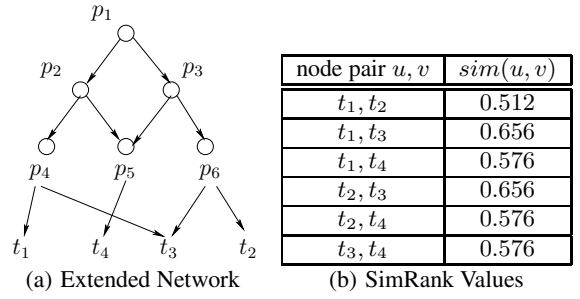 p1
p2 p3
p4 p5 p6
t1 t4 t3 t2
(a) Extended Network
node pair u, v sim(u, v)
t1, t2 0.512
t1, t3 0.656
t1, t4 0.576
t2, t3 0.656
t2, t4 0.576
t3, t4 0.576
(b) SimRank Values